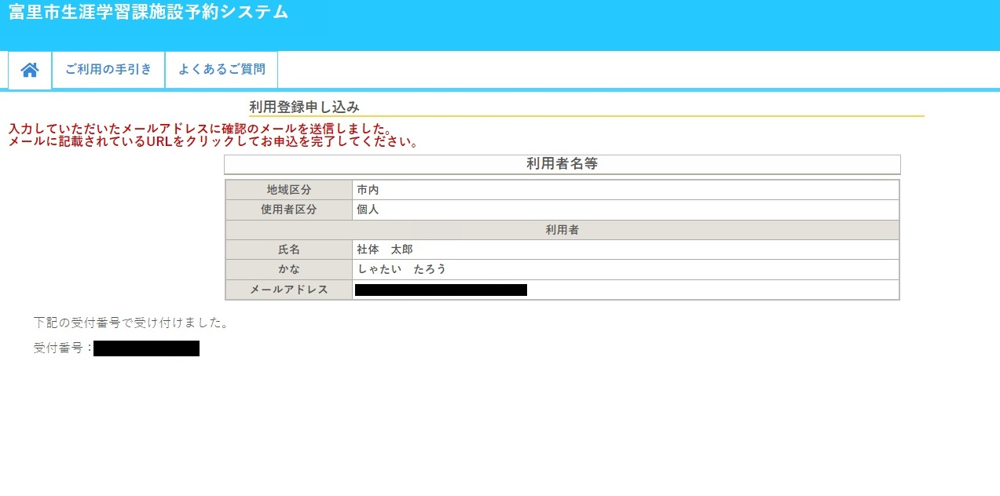 富里市生涯学習課施設予約システム
ご利用の手引き
よくあるご質問
利用登録申し込み
入力していただいたメールアドレスに確認のメールを送信しました。
メールに記載されているURLをクリックしてお申込を完了してください。
利用者名等
地域区分 市内
使用者区分 個人
利用者
氏名 社体　太郎
かな しゃたい　たろう
メールアドレス
下記の受付番号で受け付けました。
受付番号：